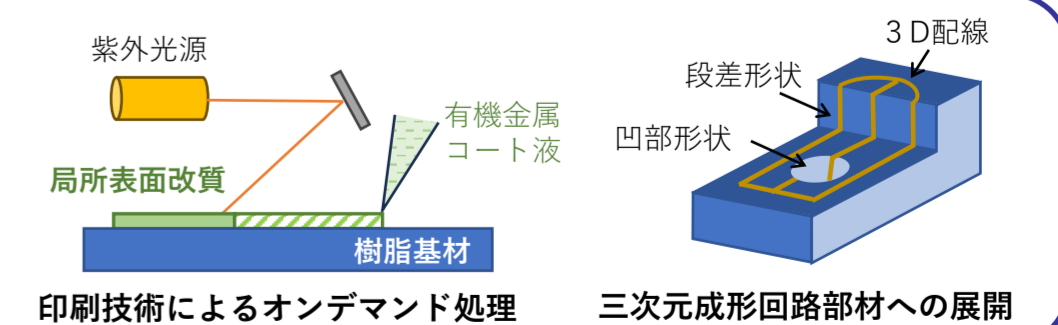 紫外光源
有機金属
コート液
局所表面改質
樹脂基材
印刷技術によるオンデマンド処理
３D配線
段差形状
凹部形状
三次元成形回路部材への展開